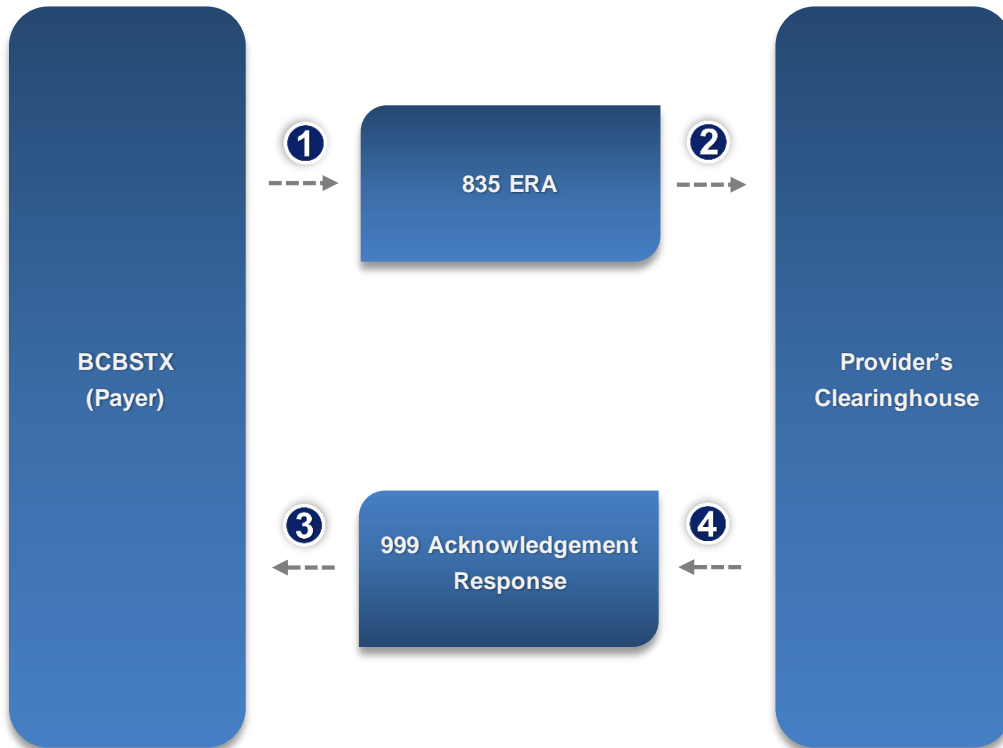 1
2
835 ERA
BCBSTX
(Payer)
Provider's
Clearinghouse
3
4
999 Acknowledgement
Response